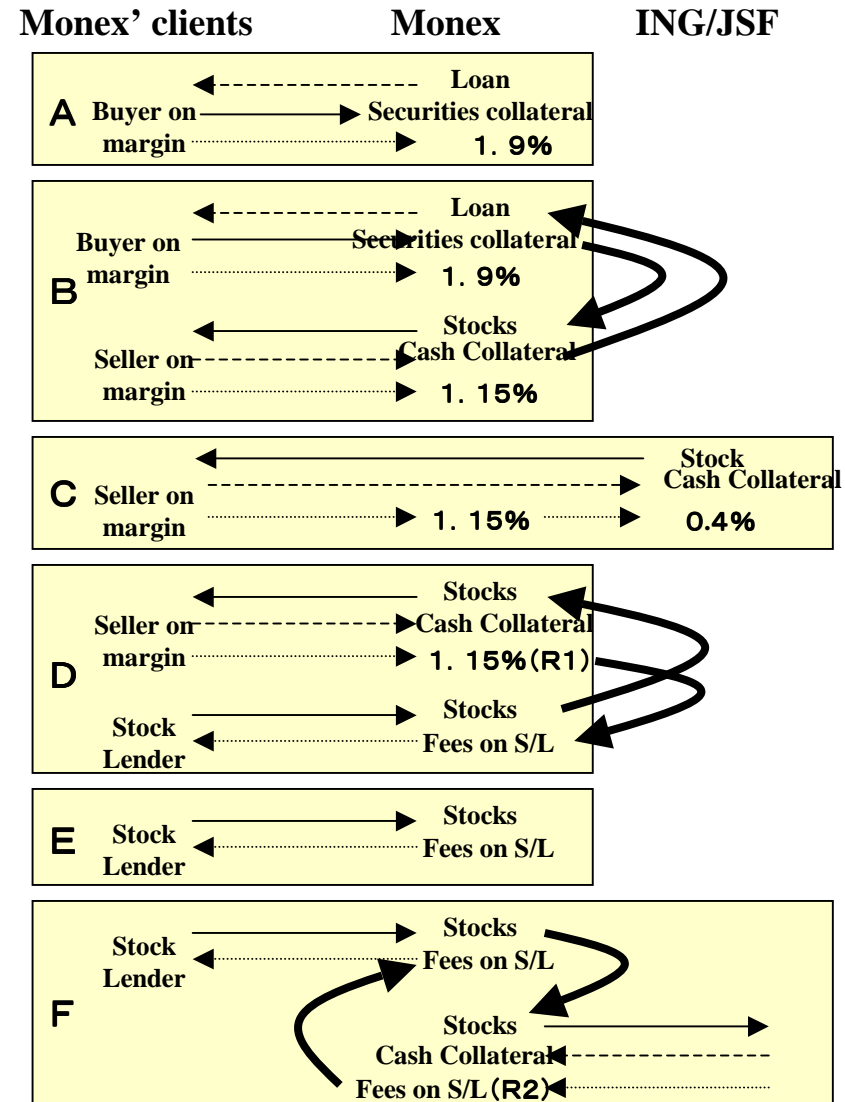 Monex’ clients Monex ING/JSF
Loan
A Buyer on margin Securities collateral
1. 9%
Loan
B Buyer on margin Securities collateral
1. 9%
Stocks
Seller on margin Cash Collateral
1. 15%
Stock
C Seller on margin Cash Collateral
1. 15% 0.4%
Stocks
D Seller on margin Cash Collateral
1. 15%(R1)
Stock Lender Stocks
Fees on S/L
Stocks
E Stock Lender Fees on S/L
Stocks
F Stock Lender Fees on S/L
Stocks
Cash Collateral
Fees on S/L(R2)